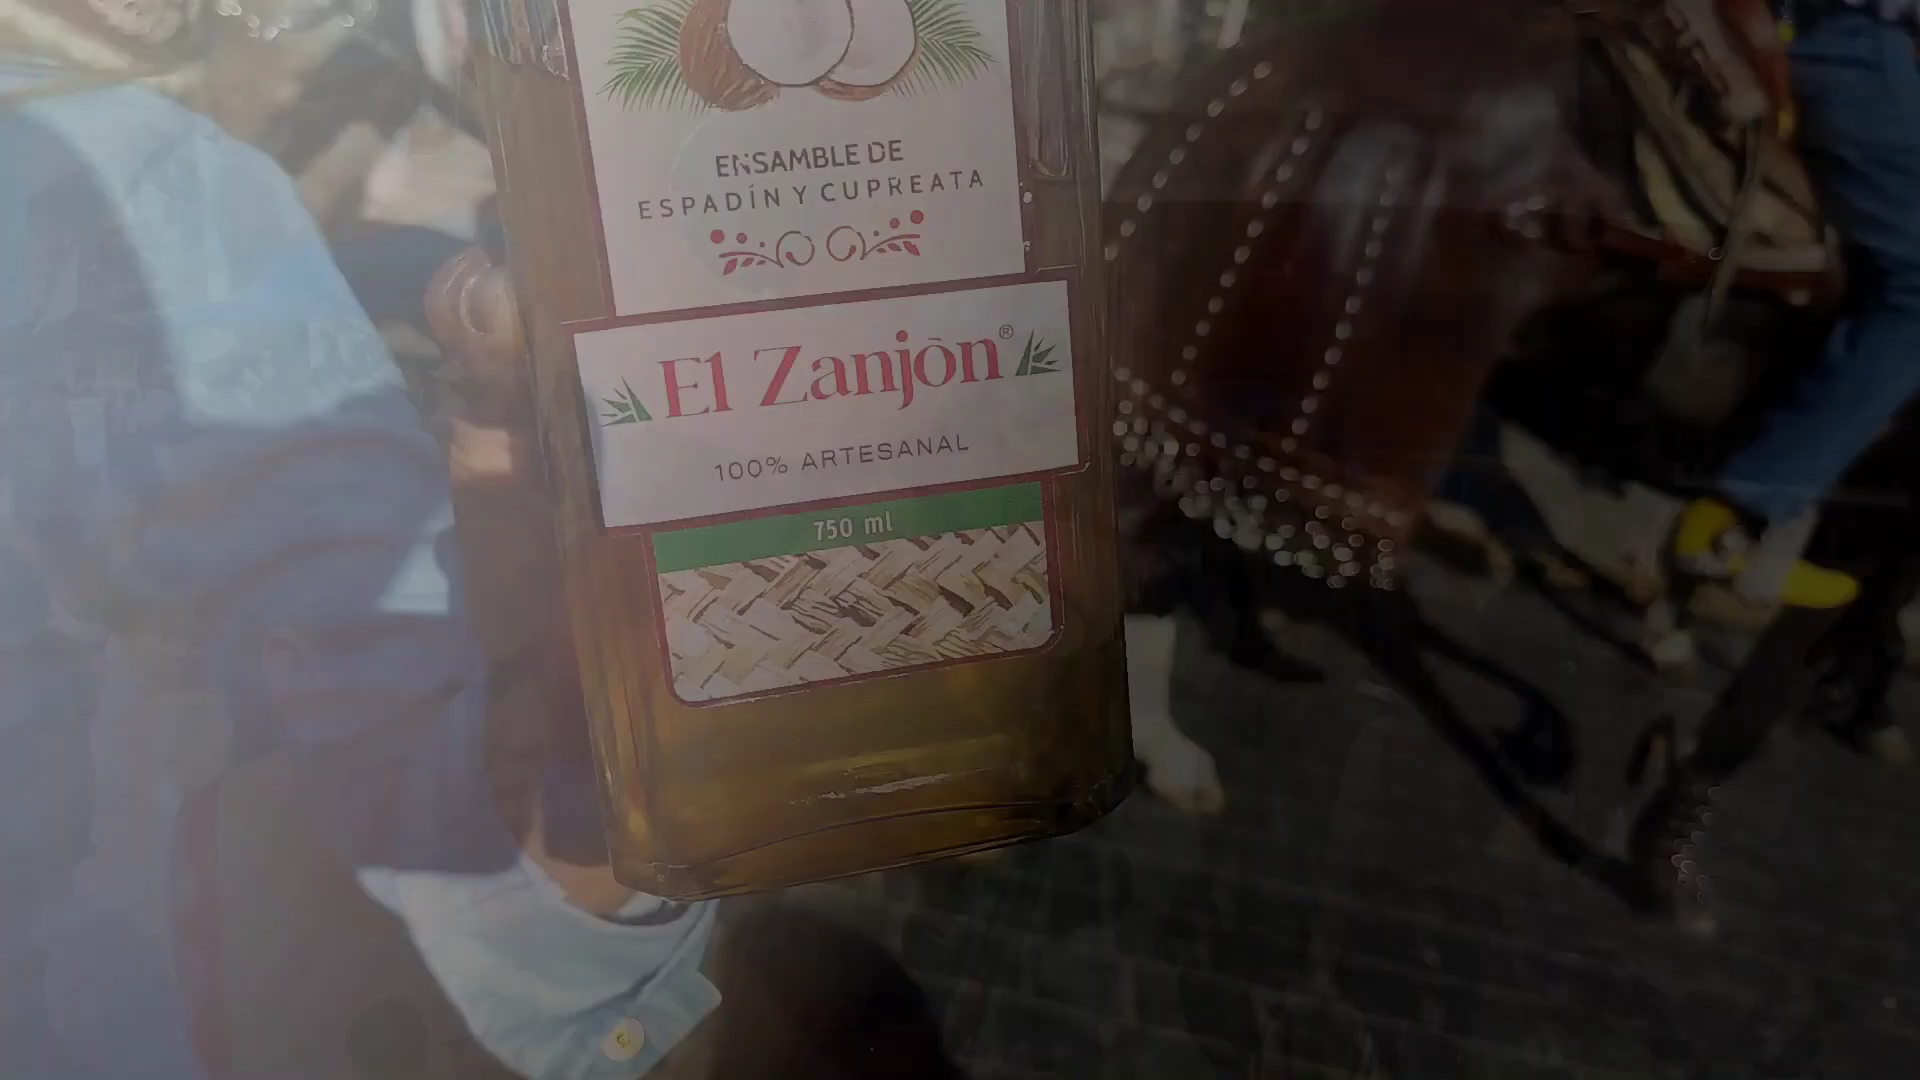 ENSAMBLE DE
ESPADÍN Y CUPREATA
El Zanjón®
100% ARTESANAL
750 ml